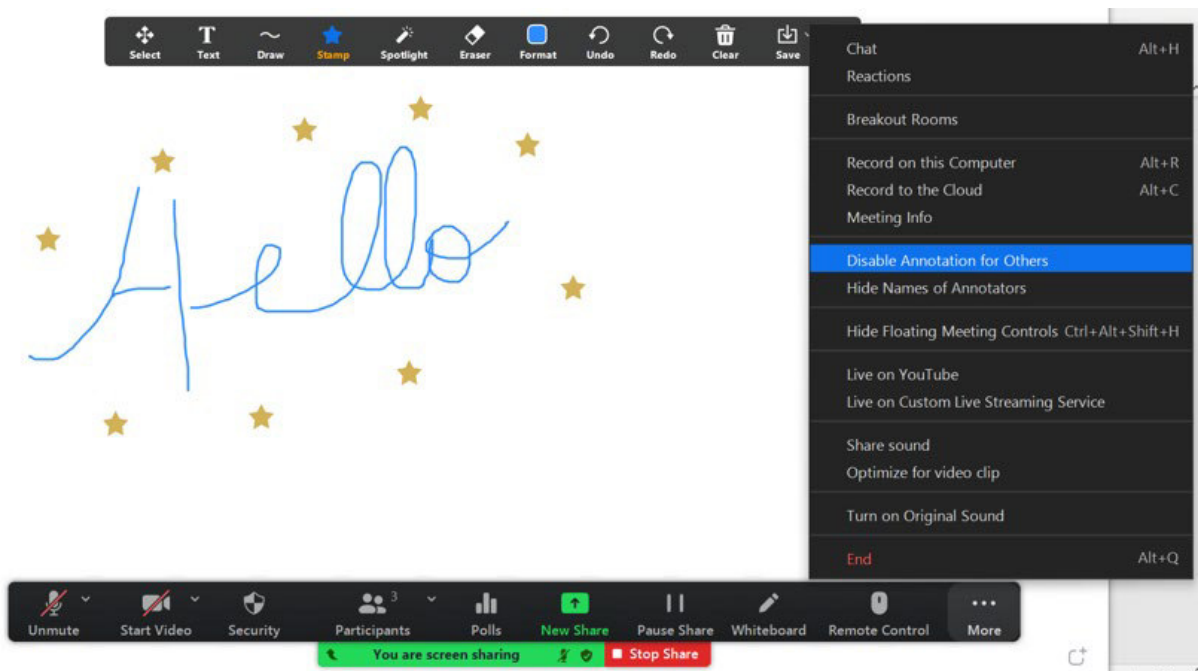 Select Text Draw Stamp Spotlight Eraser Format Undo Redo Clear Save
Hello
Chat Alt+H
Reactions
Breakout Rooms
Record on this Computer Alt+R
Record to the Cloud Alt+C
Meeting Info
Disable Annotation for Others
Hide Names of Annotators
Hide Floating Meeting Controls Ctrl+Alt+Shift+H
Live on YouTube
Live on Custom Live Streaming Service
Share sound
Optimize for video clip
Turn on Original Sound
End Alt+Q
3
Unmute Start Video Security Participants Polls New Share Pause Share Whiteboard Remote Control More
You are screen sharing Stop Share